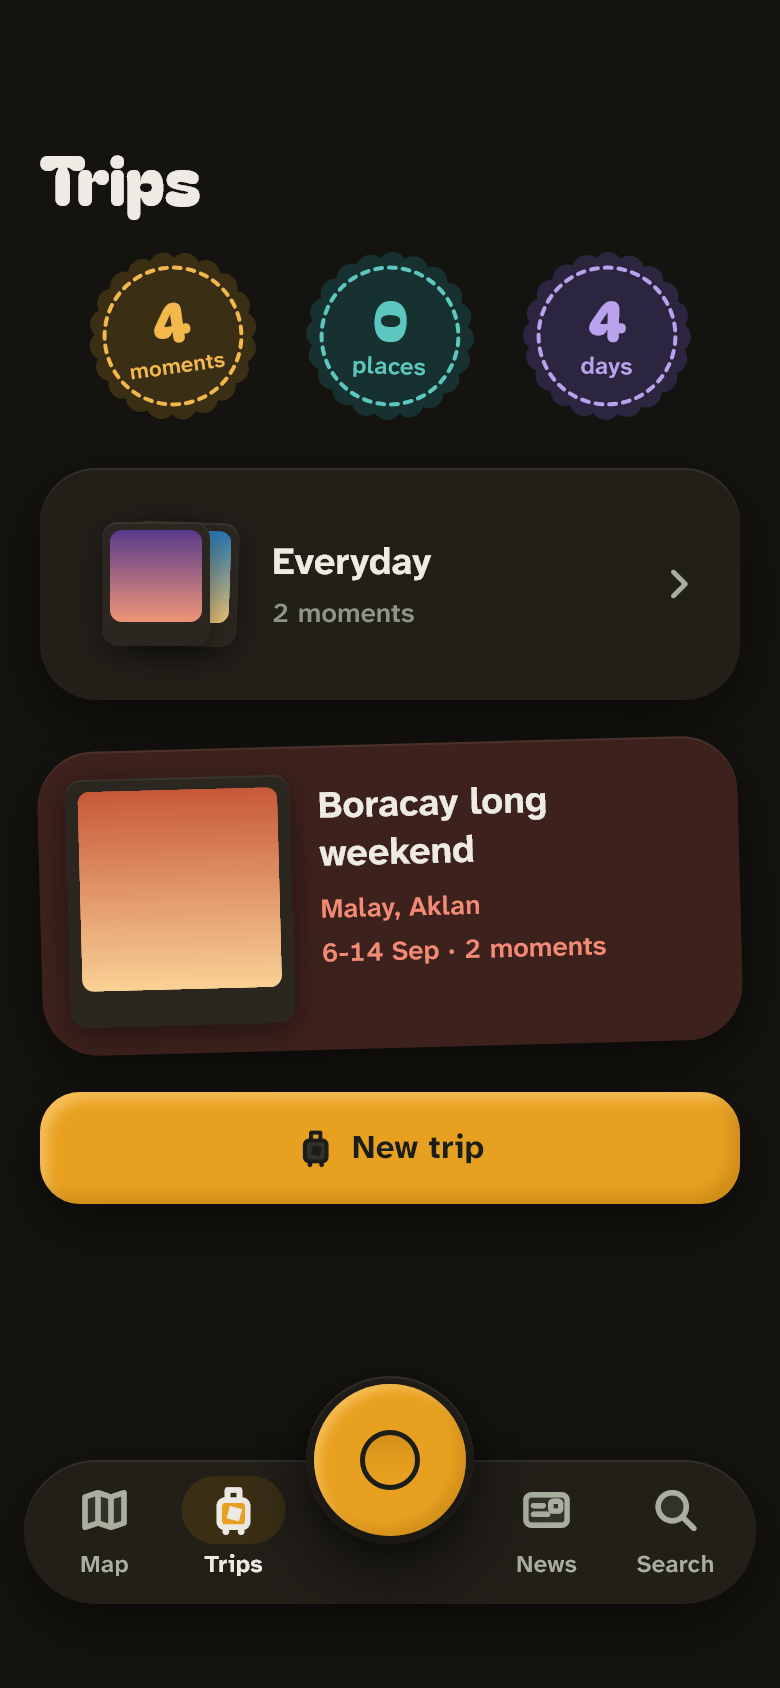 Trips
4
moments
0
places
4
days
Everyday
2 moments
Boracay long
weekend
Malay, Aklan
6-14 Sep · 2 moments
New trip
Map
Trips
News
Search